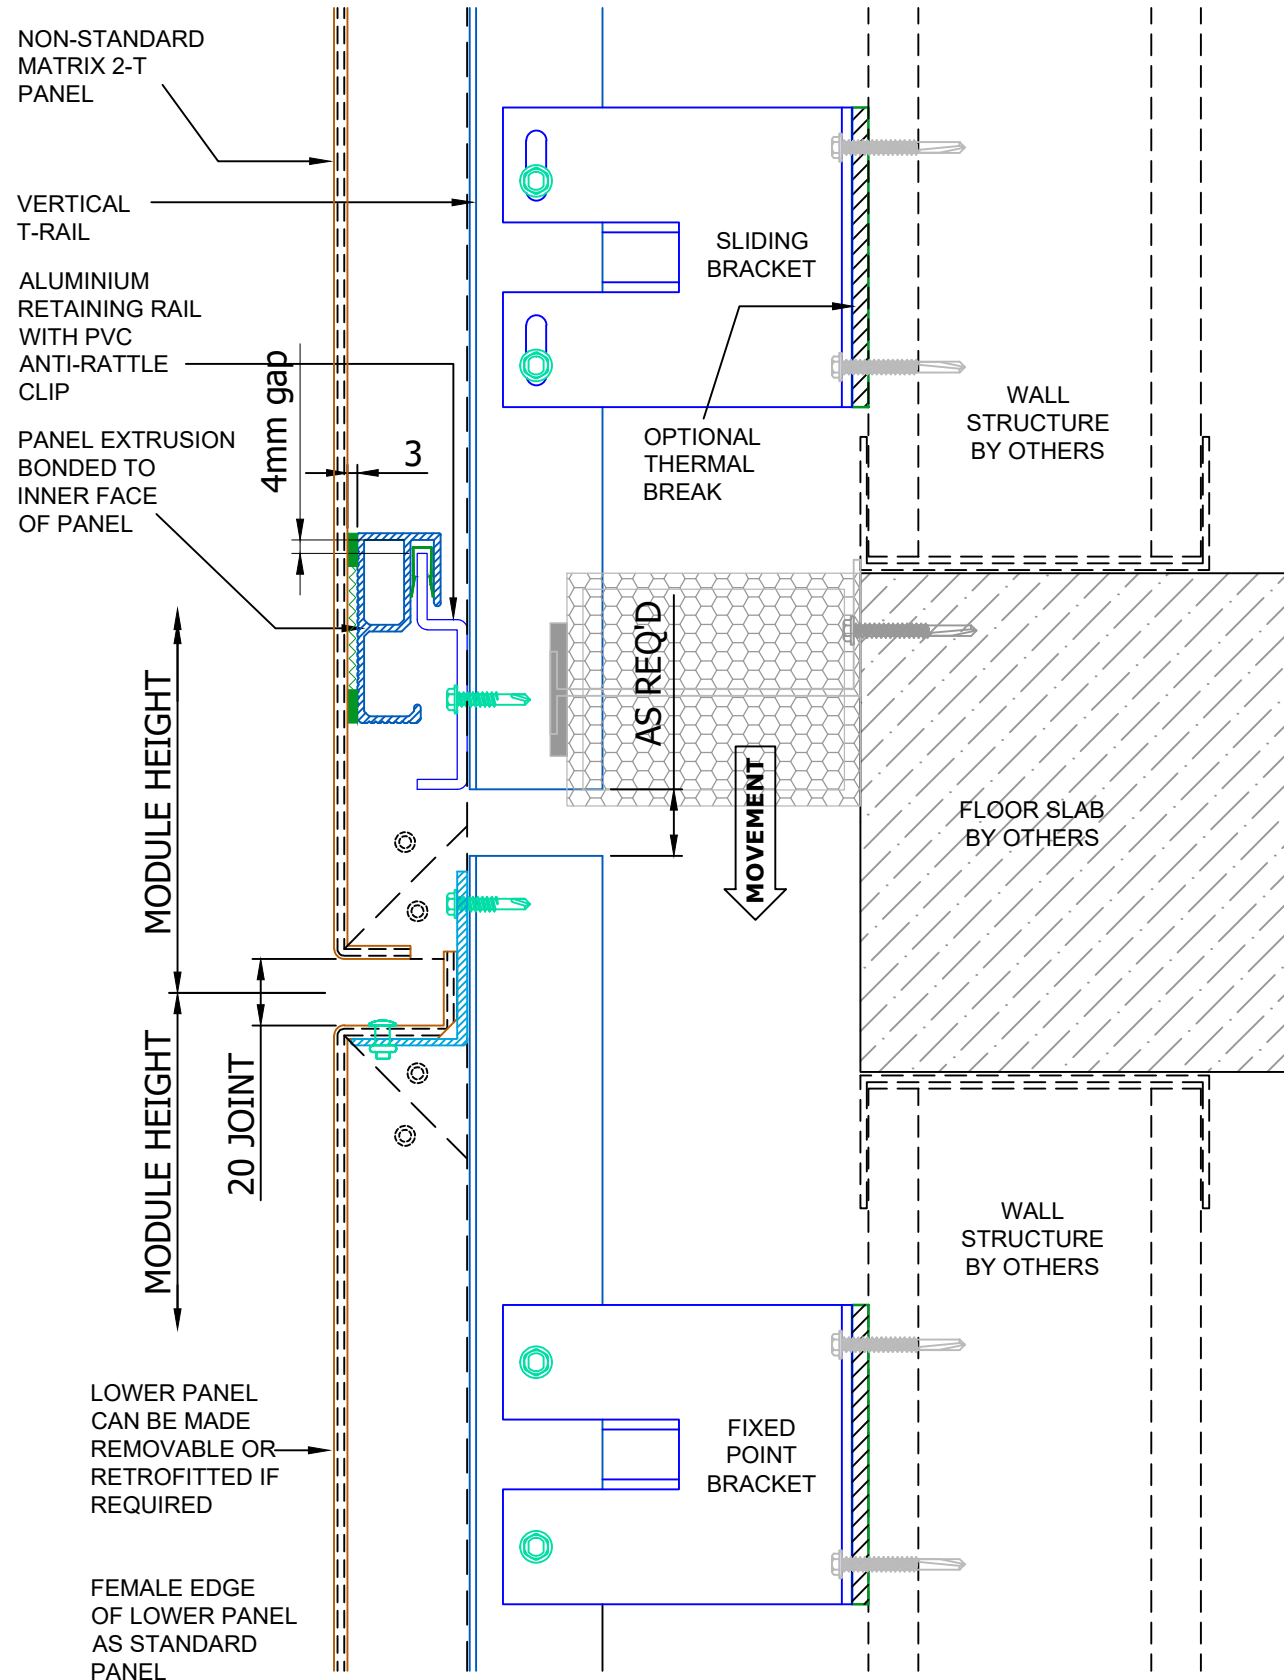 NON-STANDARD
MATRIX 2-T
PANEL
VERTICAL
T-RAIL
ALUMINIUM
RETAINING RAIL
WITH PVC
ANTI-RATTLE
CLIP
PANEL EXTRUSION
BONDED TO
INNER FACE
OF PANEL
4mm gap
3
SLIDING
BRACKET
OPTIONAL
THERMAL
BREAK
WALL
STRUCTURE
BY OTHERS
AS REQ'D
MOVEMENT
FLOOR SLAB
BY OTHERS
MODULE HEIGHT
MODULE HEIGHT
20 JOINT
WALL
STRUCTURE
BY OTHERS
LOWER PANEL
CAN BE MADE
REMOVABLE OR
RETROFITTED IF
REQUIRED
FIXED
POINT
BRACKET
FEMALE EDGE
OF LOWER PANEL
AS STANDARD
PANEL